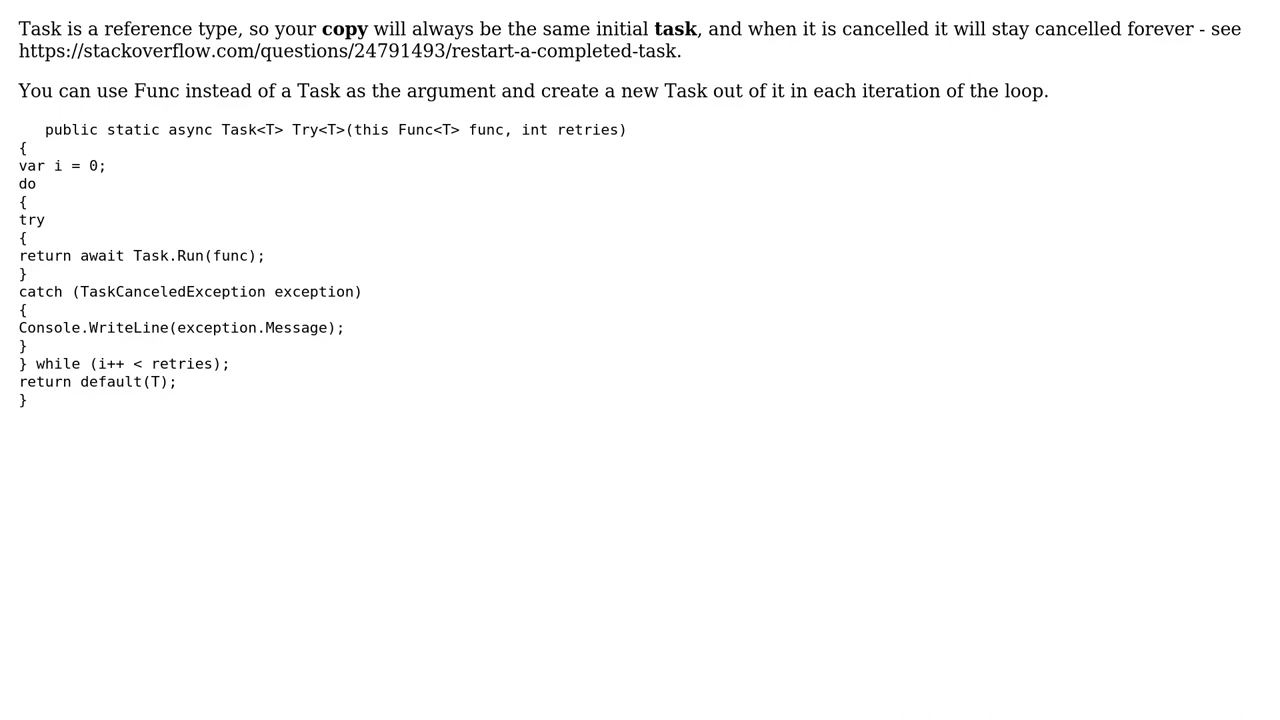 Task is a reference type, so your copy will always be the same initial task, and when it is cancelled it will stay cancelled forever - see
https://stackoverflow.com/questions/24791493/restart-a-completed-task.
You can use Func instead of a Task as the argument and create a new Task out of it in each iteration of the loop.
public static async Task<T> Try<T>(this Func<T> func, int retries)
{
var i = 0;
do
{
try
{
return await Task.Run(func);
}
catch (TaskCanceledException exception)
{
Console.WriteLine(exception.Message);
}
} while (i++ < retries);
return default(T);
}